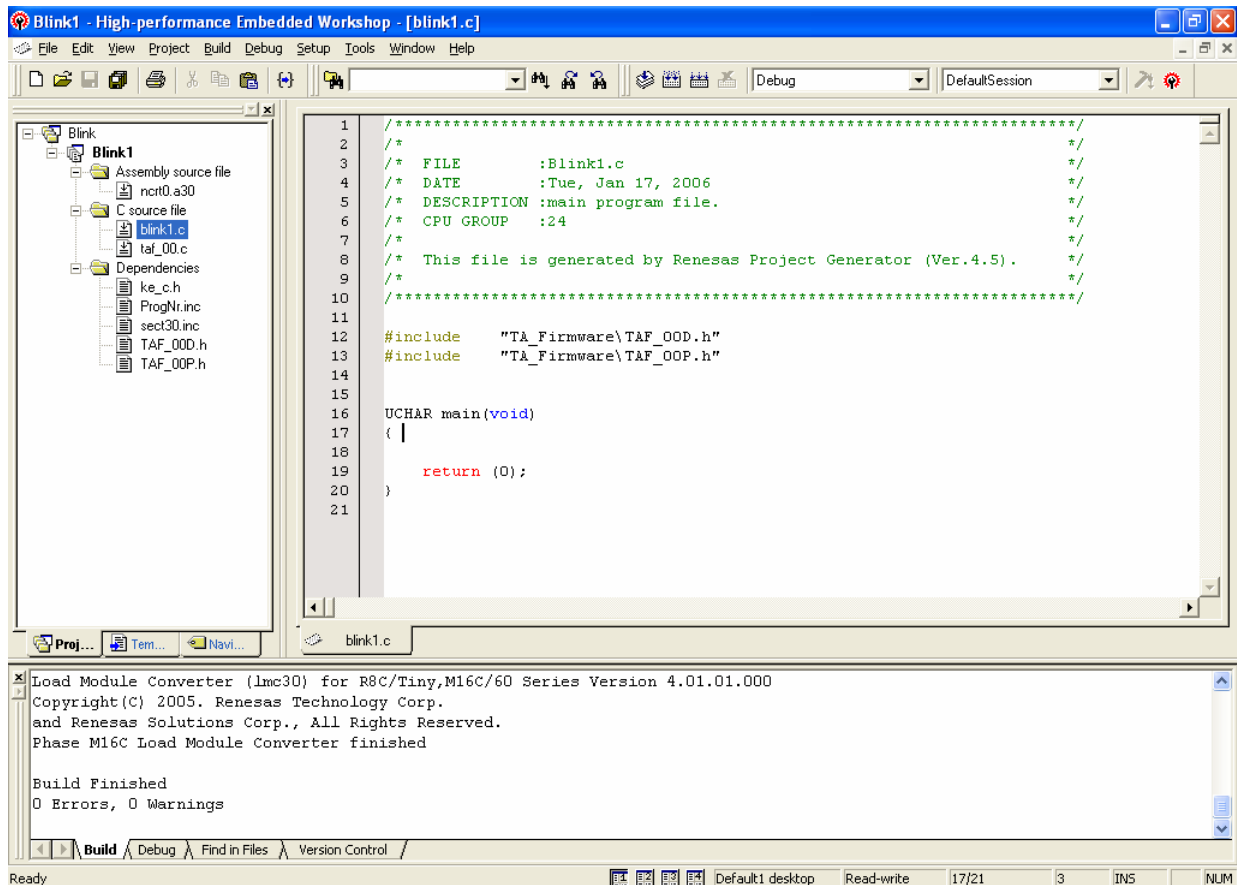 Blink1 - High-performance Embedded Workshop - [blink1.c]
File Edit View Project Build Debug Setup Tools Window Help
Debug DefaultSession
Blink
Blink1
Assembly source file
ncrt0.a30
C source file
blink1.c
taf_00.c
Dependencies
ke_c.h
ProgNr.inc
sect30.inc
TAF_00D.h
TAF_00P.h
Proj... Tem... Navi...
1 /***********************************************************************/
2 /* */
3 /* FILE :Blink1.c */
4 /* DATE :Tue, Jan 17, 2006 */
5 /* DESCRIPTION :main program file. */
6 /* CPU GROUP :24 */
7 /* */
8 /* This file is generated by Renesas Project Generator (Ver.4.5). */
9 /* */
10 /***********************************************************************/
11
12 #include "TA_Firmware\TAF_00D.h"
13 #include "TA_Firmware\TAF_00P.h"
14
15
16 UCHAR main(void)
17 {
18
19 return (0);
20 }
21
blink1.c
Load Module Converter (lmc30) for R8C/Tiny,M16C/60 Series Version 4.01.01.000
Copyright(C) 2005. Renesas Technology Corp.
and Renesas Solutions Corp., All Rights Reserved.
Phase M16C Load Module Converter finished
Build Finished
0 Errors, 0 Warnings
Build Debug Find in Files Version Control
Ready 1 2 3 4 Default1 desktop Read-write 17/21 3 INS NUM